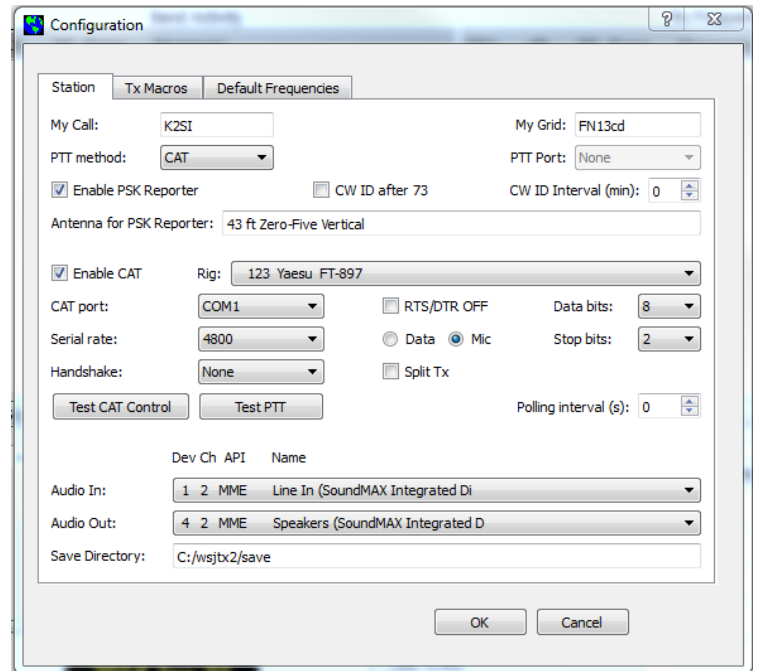 Configuration
Station Tx Macros Default Frequencies
My Call: K2SI My Grid: FN13cd
PTT method: CAT PTT Port: None
Enable PSK Reporter CW ID after 73 CW ID Interval (min): 0
Antenna for PSK Reporter: 43 ft Zero-Five Vertical
Enable CAT Rig: 123 Yaesu FT-897
CAT port: COM1 RTS/DTR OFF Data bits: 8
Serial rate: 4800 Data Mic Stop bits: 2
Handshake: None Split Tx
Test CAT Control Test PTT Polling interval (s): 0
Dev Ch API Name
Audio In: 1 2 MME Line In (SoundMAX Integrated Di
Audio Out: 4 2 MME Speakers (SoundMAX Integrated D
Save Directory: C:/wsjtx2/save
OK Cancel